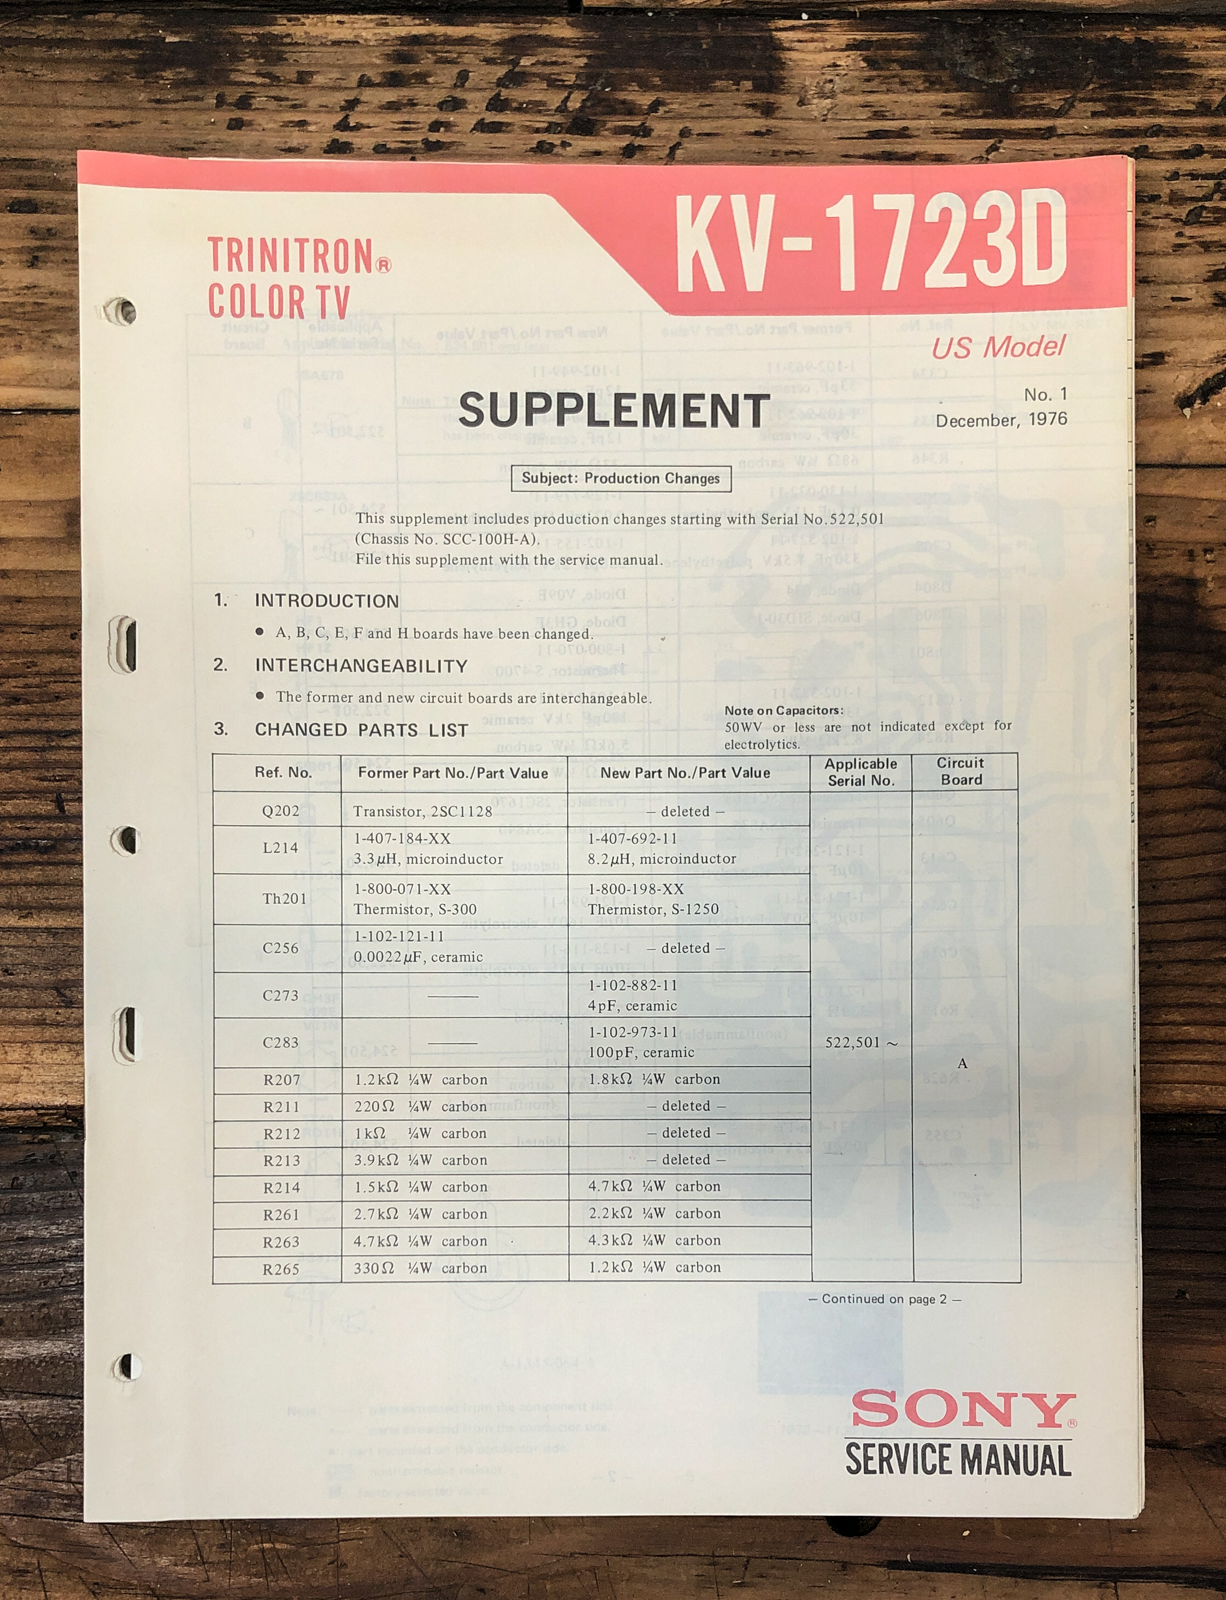 KV-1723D
TRINITRON®
COLOR TV
US Model
SUPPLEMENT
No. 1
December, 1976
Subject: Production Changes
This supplement includes production changes starting with Serial No.522,501
(Chassis No. SCC-100H-A).
File this supplement with the service manual.
1. INTRODUCTION
● A, B, C, E, F and H boards have been changed.
2. INTERCHANGEABILITY
● The former and new circuit boards are interchangeable.
3. CHANGED PARTS LIST
Note on Capacitors:
50WV or less are not indicated except for
electrolytics.
Ref. No. Former Part No./Part Value New Part No./Part Value Applicable Serial No. Circuit Board
Q202 Transistor, 2SC1128 — deleted —
L214 1-407-184-XX 1-407-692-11
3.3μH, microinductor 8.2μH, microinductor
Th201 1-800-071-XX 1-800-198-XX
Thermistor, S-300 Thermistor, S-1250
C256 1-102-121-11 — deleted —
0.0022μF, ceramic
C273 —— 1-102-882-11
4pF, ceramic
C283 —— 1-102-973-11
100pF, ceramic
522,501 ~ A
R207 1.2kΩ ¼W carbon 1.8kΩ ¼W carbon
R211 220Ω ¼W carbon — deleted —
R212 1kΩ ¼W carbon — deleted —
R213 3.9kΩ ¼W carbon — deleted —
R214 1.5kΩ ¼W carbon 4.7kΩ ¼W carbon
R261 2.7kΩ ¼W carbon 2.2kΩ ¼W carbon
R263 4.7kΩ ¼W carbon 4.3kΩ ¼W carbon
R265 330Ω ¼W carbon 1.2kΩ ¼W carbon
— Continued on page 2 —
SONY®
SERVICE MANUAL